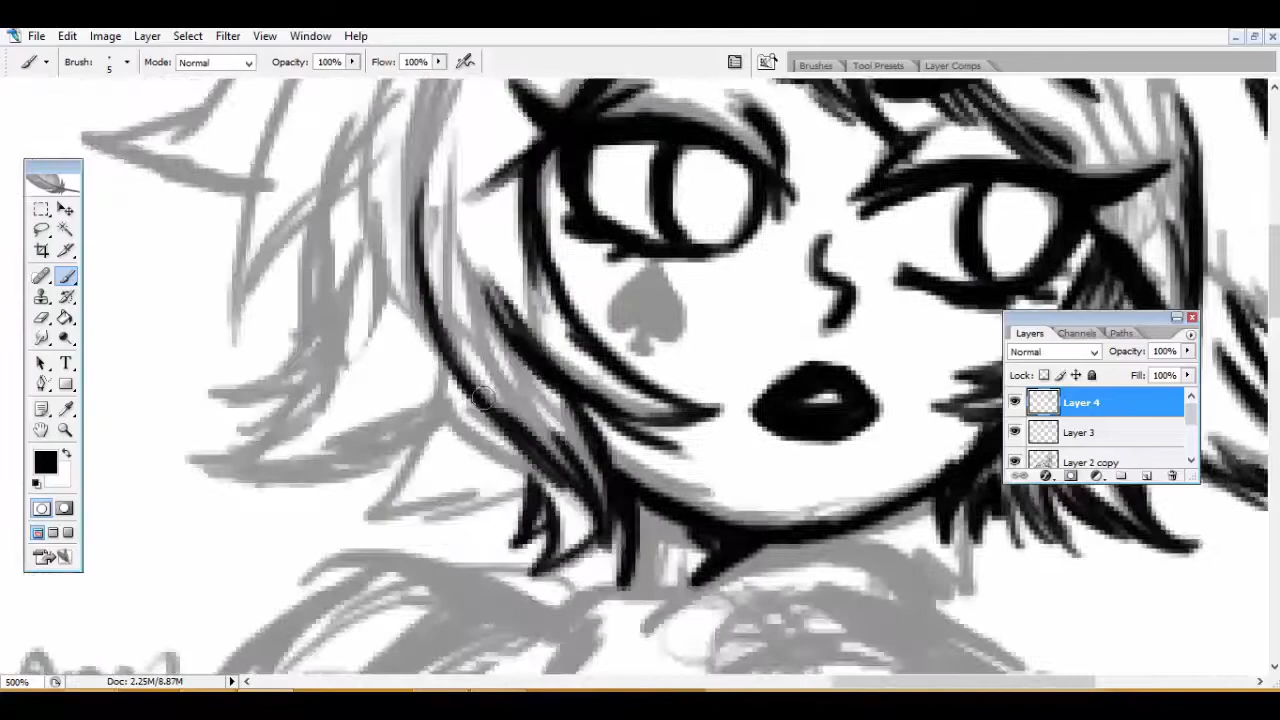 File Edit Image Layer Select Filter View Window Help
Brush: 5 Mode: Normal Opacity: 100% Flow: 100% Brushes Tool Presets Layer Comps
Layers Channels Paths
Normal Opacity: 100%
Lock: Fill: 100%
Layer 4
Layer 3
Layer 2 copy
500% Doc: 2.25M/8.87M